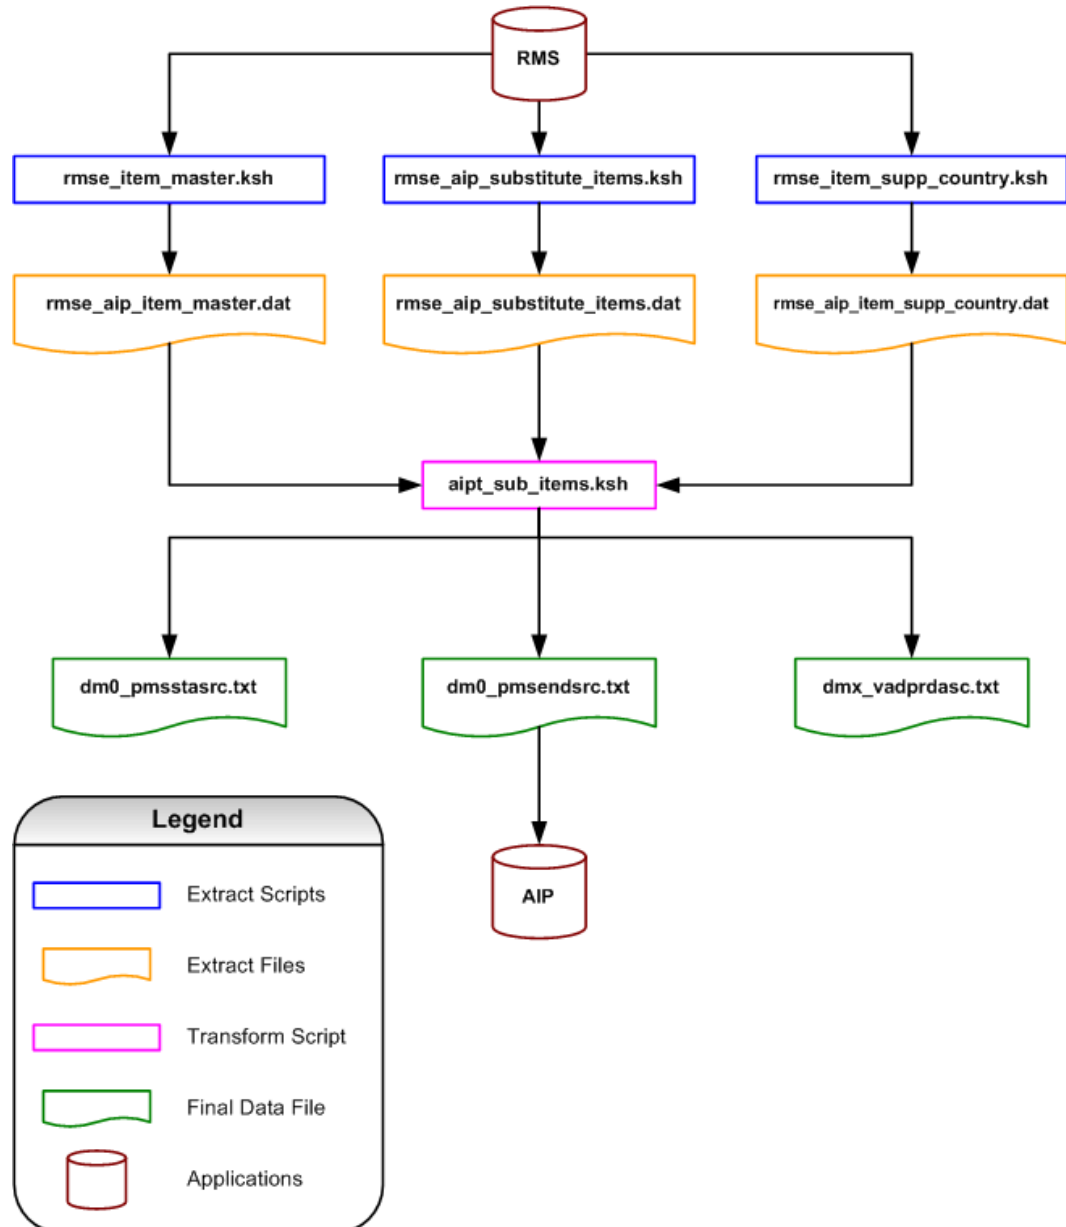 RMS
rmse_item_master.ksh
rmse_aip_substitute_items.ksh
rmse_item_supp_country.ksh
rmse_aip_item_master.dat
rmse_aip_substitute_items.dat
rmse_aip_item_supp_country.dat
aipt_sub_items.ksh
dm0_pmsstasrc.txt
dm0_pmsendsrc.txt
dmx_vadprdasc.txt
AIP
Legend
Extract Scripts
Extract Files
Transform Script
Final Data File
Applications